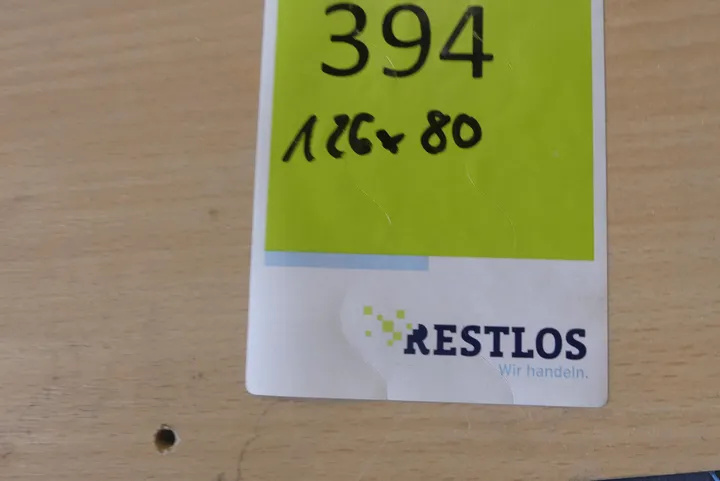 394
126x80
RESTLOS
Wir handeln.